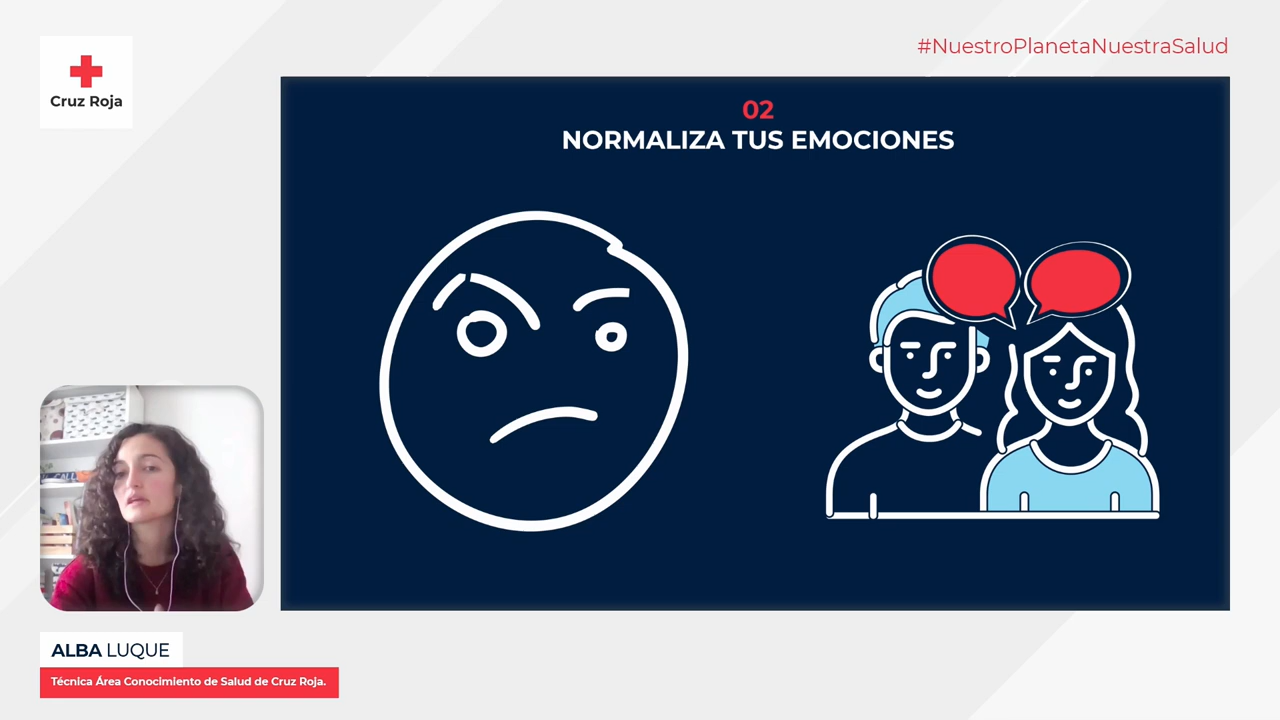 Cruz Roja
#NuestroPlanetaNuestraSalud
02
NORMALIZA TUS EMOCIONES
ALBA LUQUE
Técnica Área Conocimiento de Salud de Cruz Roja.